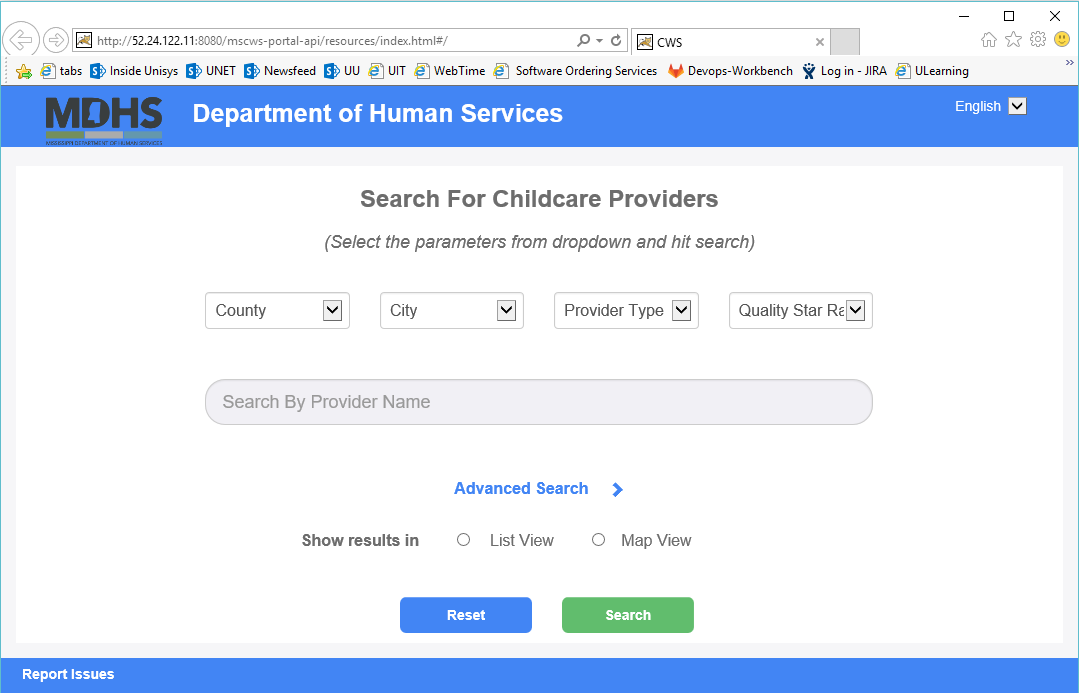 http://52.24.122.11:8080/mscws-portal-api/resources/index.html#/ CWS
tabs Inside Unisys UNET Newsfeed UU UIT WebTime Software Ordering Services Devops-Workbench Log in - JIRA ULearning
MDHS
MISSISSIPPI DEPARTMENT OF HUMAN SERVICES
Department of Human Services
English
Search For Childcare Providers
(Select the parameters from dropdown and hit search)
County City Provider Type Quality Star Ra
Search By Provider Name
Advanced Search
Show results in List View Map View
Reset Search
Report Issues